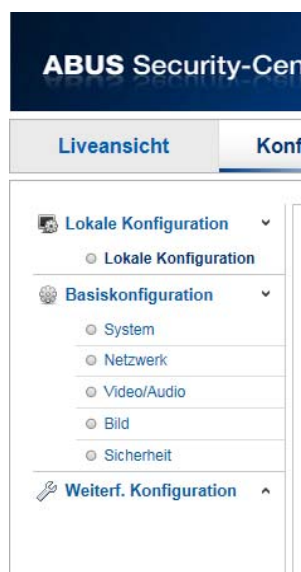 ABUS Security-Cen
Liveansicht
Konf
Lokale Konfiguration
Lokale Konfiguration
Basiskonfiguration
System
Netzwerk
Video/Audio
Bild
Sicherheit
Weiterf. Konfiguration